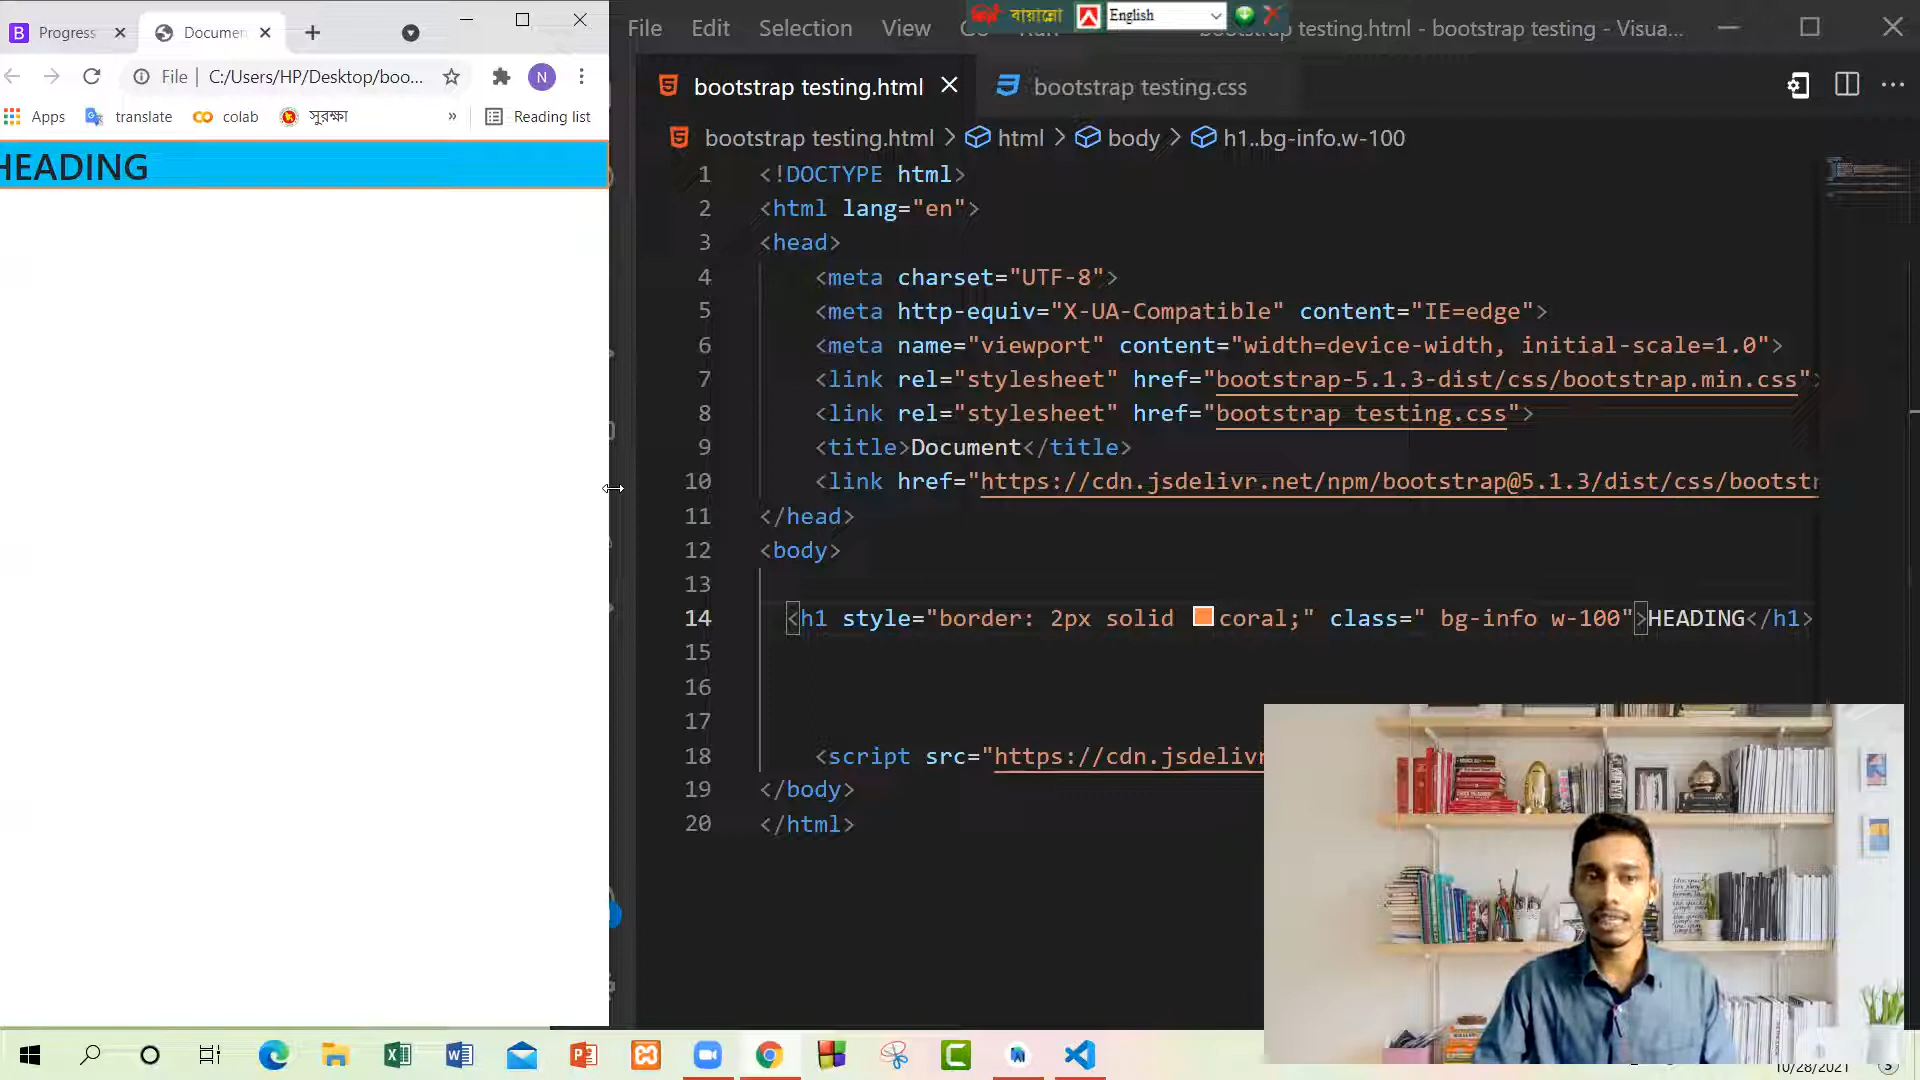 Progress
Documen
File C:/Users/HP/Desktop/boo...
N
Apps translate colab সুরক্ষা » Reading list
HEADING
বায়ান্নো English
File Edit Selection View Go Run bootstrap testing.html - bootstrap testing - Visua...
bootstrap testing.html bootstrap testing.css
bootstrap testing.html > html > body > h1..bg-info.w-100
1 <!DOCTYPE html>
2 <html lang="en">
3 <head>
4 <meta charset="UTF-8">
5 <meta http-equiv="X-UA-Compatible" content="IE=edge">
6 <meta name="viewport" content="width=device-width, initial-scale=1.0">
7 <link rel="stylesheet" href="bootstrap-5.1.3-dist/css/bootstrap.min.css">
8 <link rel="stylesheet" href="bootstrap testing.css">
9 <title>Document</title>
10 <link href="https://cdn.jsdelivr.net/npm/bootstrap@5.1.3/dist/css/bootstr
11 </head>
12 <body>
13
14 <h1 style="border: 2px solid coral;" class=" bg-info w-100">HEADING</h1>
15
16
17
18 <script src="https://cdn.jsdelivr
19 </body>
20 </html>
10/28/2021